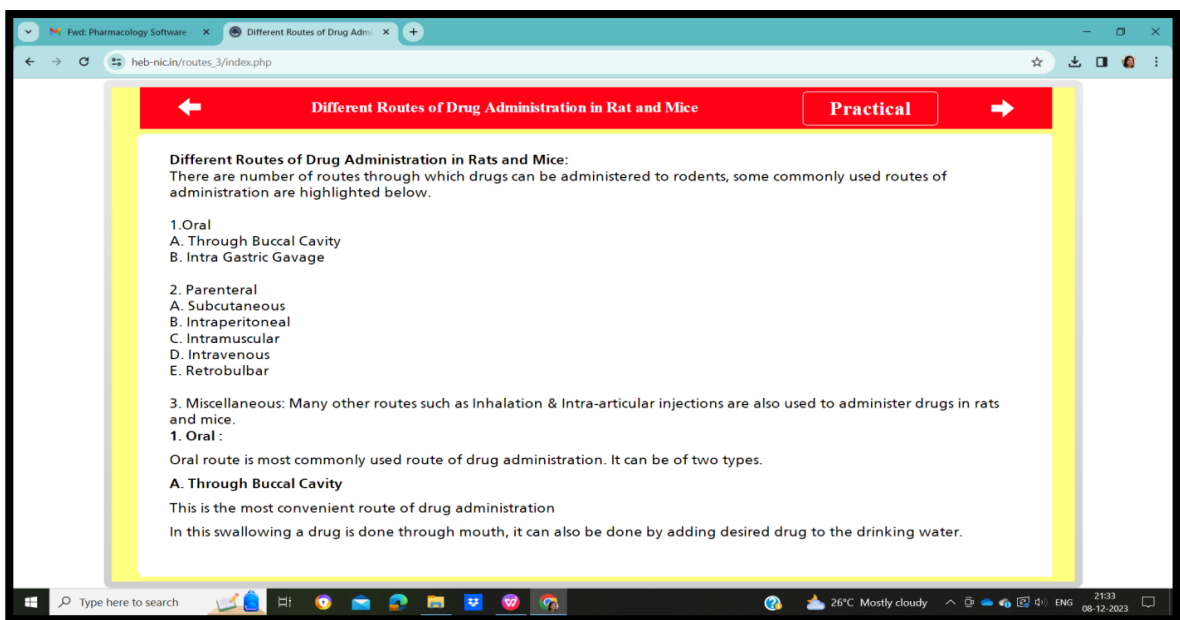 Fwd: Pharmacology Software -
Different Routes of Drug Admi
heb-nic.in/routes_3/index.php
Different Routes of Drug Administration in Rat and Mice
Practical
Different Routes of Drug Administration in Rats and Mice:
There are number of routes through which drugs can be administered to rodents, some commonly used routes of
administration are highlighted below.
1.Oral
A. Through Buccal Cavity
B. Intra Gastric Gavage
2. Parenteral
A. Subcutaneous
B. Intraperitoneal
C. Intramuscular
D. Intravenous
E. Retrobulbar
3. Miscellaneous: Many other routes such as Inhalation & Intra-articular injections are also used to administer drugs in rats
and mice.
1. Oral :
Oral route is most commonly used route of drug administration. It can be of two types.
A. Through Buccal Cavity
This is the most convenient route of drug administration
In this swallowing a drug is done through mouth, it can also be done by adding desired drug to the drinking water.
Type here to search
26°C Mostly cloudy
ENG
21:33
08-12-2023